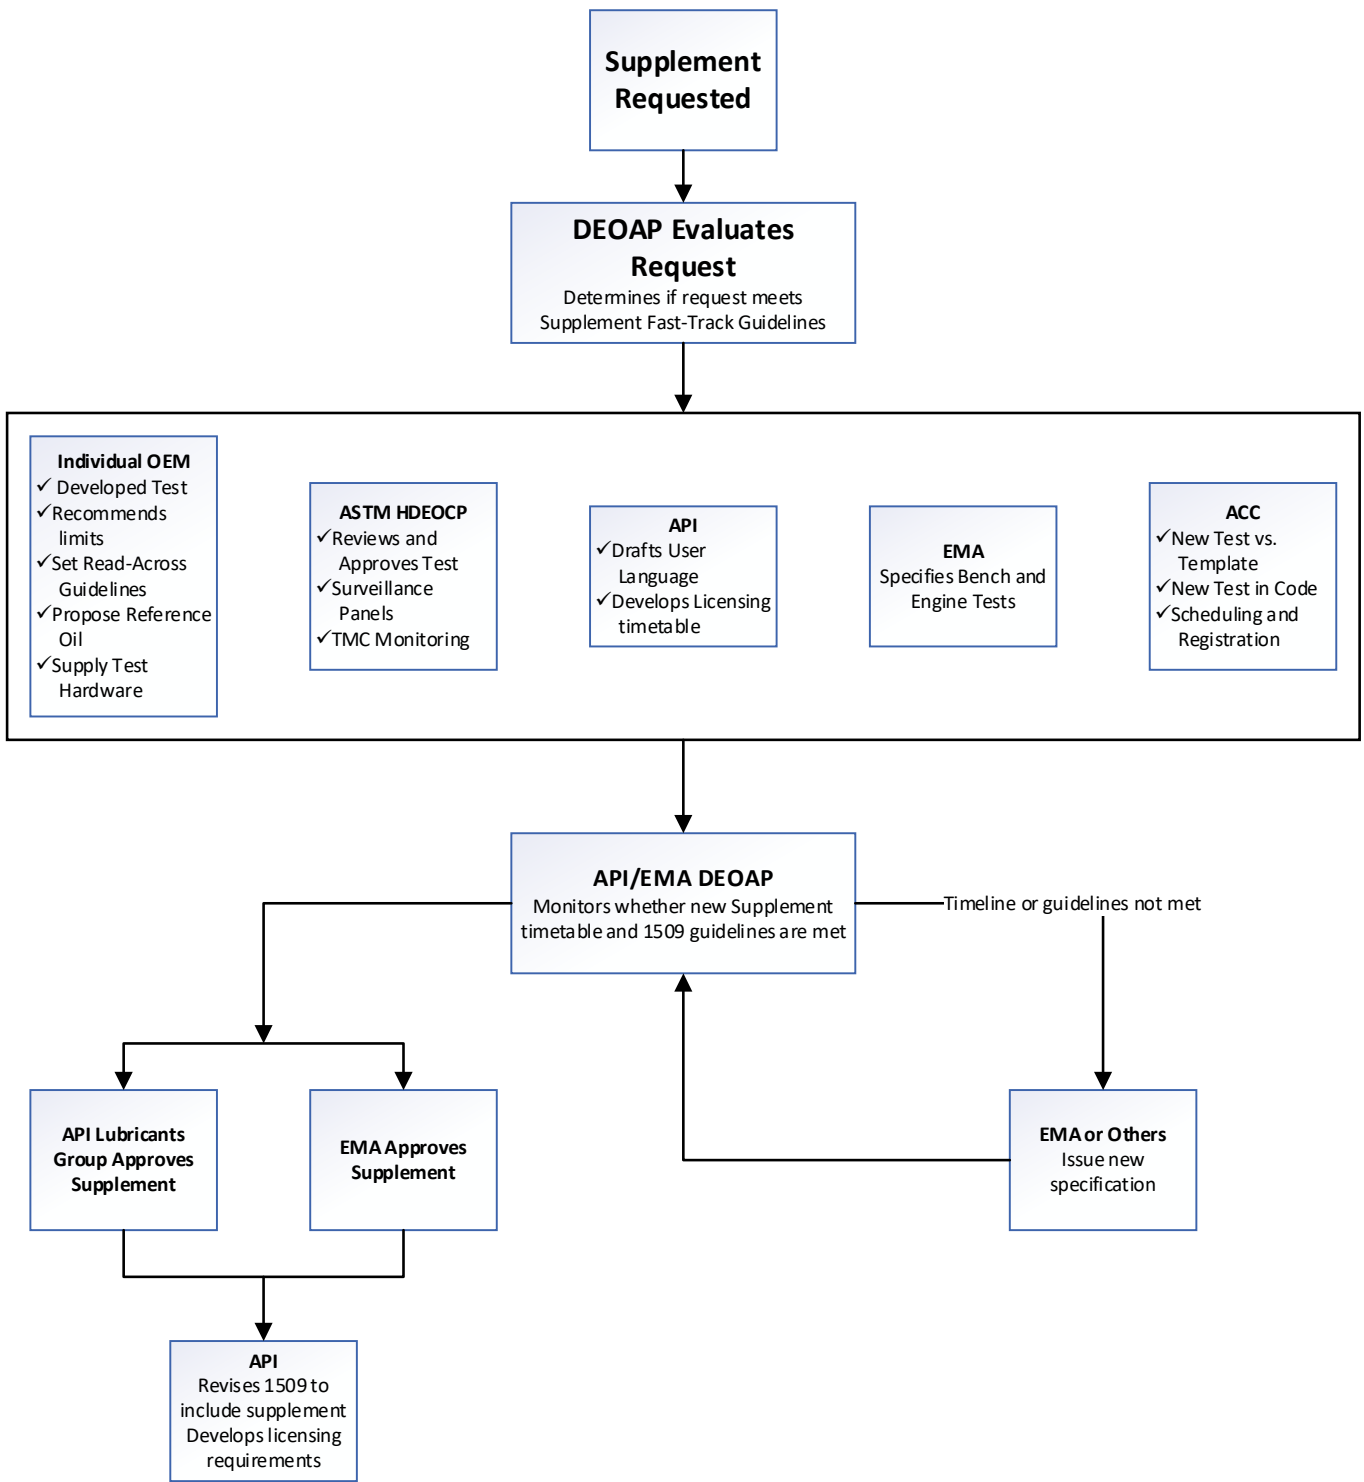 Supplement
Requested
DEOAP Evaluates
Request
Determines if request meets
Supplement Fast-Track Guidelines
Individual OEM
✓ Developed Test
✓Recommends
limits
✓Set Read-Across
Guidelines
✓Propose Reference
Oil
✓Supply Test
Hardware
ASTM HDEOCP
✓Reviews and
Approves Test
✓Surveillance
Panels
✓TMC Monitoring
API
✓Drafts User
Language
✓Develops Licensing
timetable
EMA
Specifies Bench and
Engine Tests
ACC
✓New Test vs.
Template
✓New Test in Code
✓Scheduling and
Registration
API/EMA DEOAP
Monitors whether new Supplement
timetable and 1509 guidelines are met
Timeline or guidelines not met
API Lubricants
Group Approves
Supplement
EMA Approves
Supplement
EMA or Others
Issue new
specification
API
Revises 1509 to
include supplement
Develops licensing
requirements